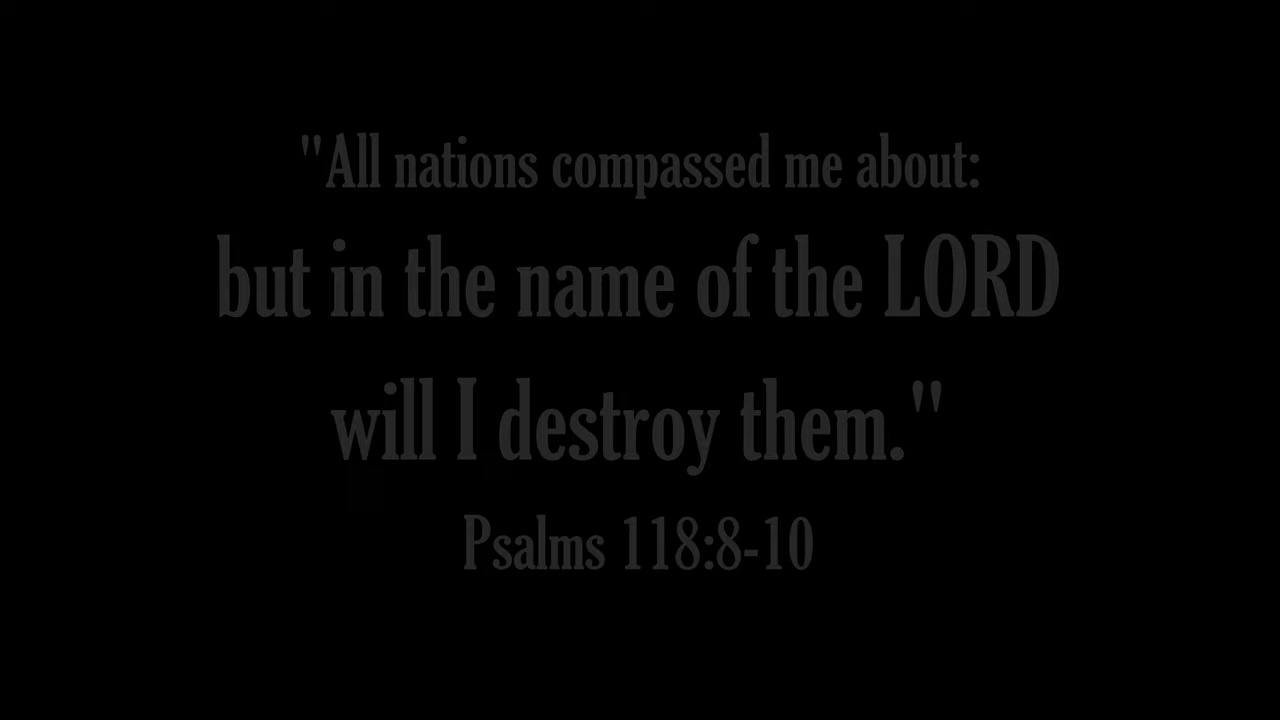 "All nations compassed me about:
but in the name of the LORD
will I destroy them."
Psalms 118:8-10